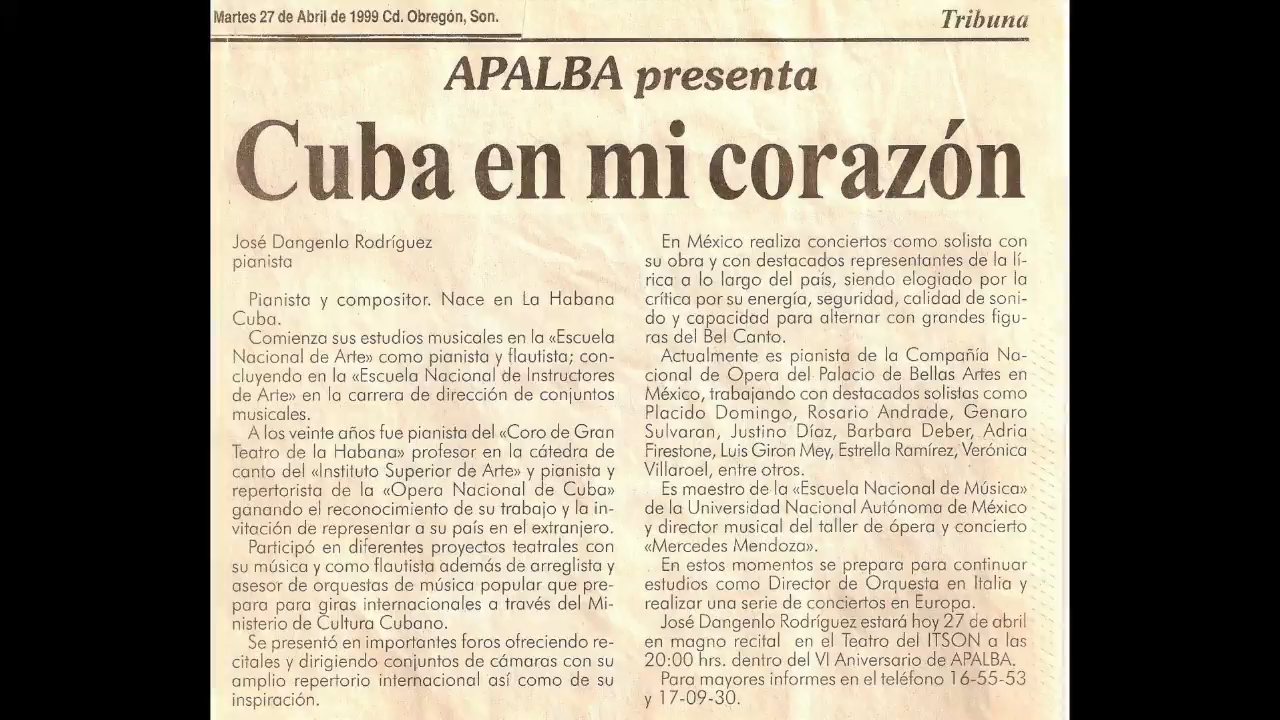 Martes 27 de Abril de 1999 Cd. Obregón, Son.
Tribuna
APALBA presenta
Cuba en mi corazón
José Dangenlo Rodríguez
pianista
Pianista y compositor. Nace en La Habana
Cuba.
Comienza sus estudios musicales en la «Escuela
Nacional de Arte» como pianista y flautista; con-
cluyendo en la «Escuela Nacional de Instructores
de Arte» en la carrera de dirección de conjuntos
musicales.
A los veinte años fue pianista del «Coro de Gran
Teatro de la Habana» profesor en la cátedra de
canto del «Instituto Superior de Arte» y pianista y
repertorista de la «Opera Nacional de Cuba»
ganando el reconocimiento de su trabajo y la in-
vitación de representar a su país en el extranjero.
Participó en diferentes proyectos teatrales con
su música y como flautista además de arreglista y
asesor de orquestas de música popular que pre-
para para giras internacionales a través del Mi-
nisterio de Cultura Cubano.
Se presentó en importantes foros ofreciendo re-
citales y dirigiendo conjuntos de cámaras con su
amplio repertorio internacional así como de su
inspiración.
En México realiza conciertos como solista con
su obra y con destacados representantes de la lí-
rica a lo largo del país, siendo elogiado por la
crítica por su energía, seguridad, calidad de soni-
do y capacidad para alternar con grandes figu-
ras del Bel Canto.
Actualmente es pianista de la Compañía Na-
cional de Opera del Palacio de Bellas Artes en
México, trabajando con destacados solistas como
Placido Domingo, Rosario Andrade, Genaro
Sulvaran, Justino Díaz, Barbara Deber, Adria
Firestone, Luis Giron Mey, Estrella Ramírez, Verónica
Villaroel, entre otros.
Es maestro de la «Escuela Nacional de Música»
de la Universidad Nacional Autónoma de México
y director musical del taller de ópera y concierto
«Mercedes Mendoza».
En estos momentos se prepara para continuar
estudios como Director de Orquesta en Italia y
realizar una serie de conciertos en Europa.
José Dangenlo Rodríguez estará hoy 27 de abril
en magno recital en el Teatro del ITSON a las
20:00 hrs. dentro del VI Aniversario de APALBA.
Para mayores informes en el teléfono 16-55-53
y 17-09-30.